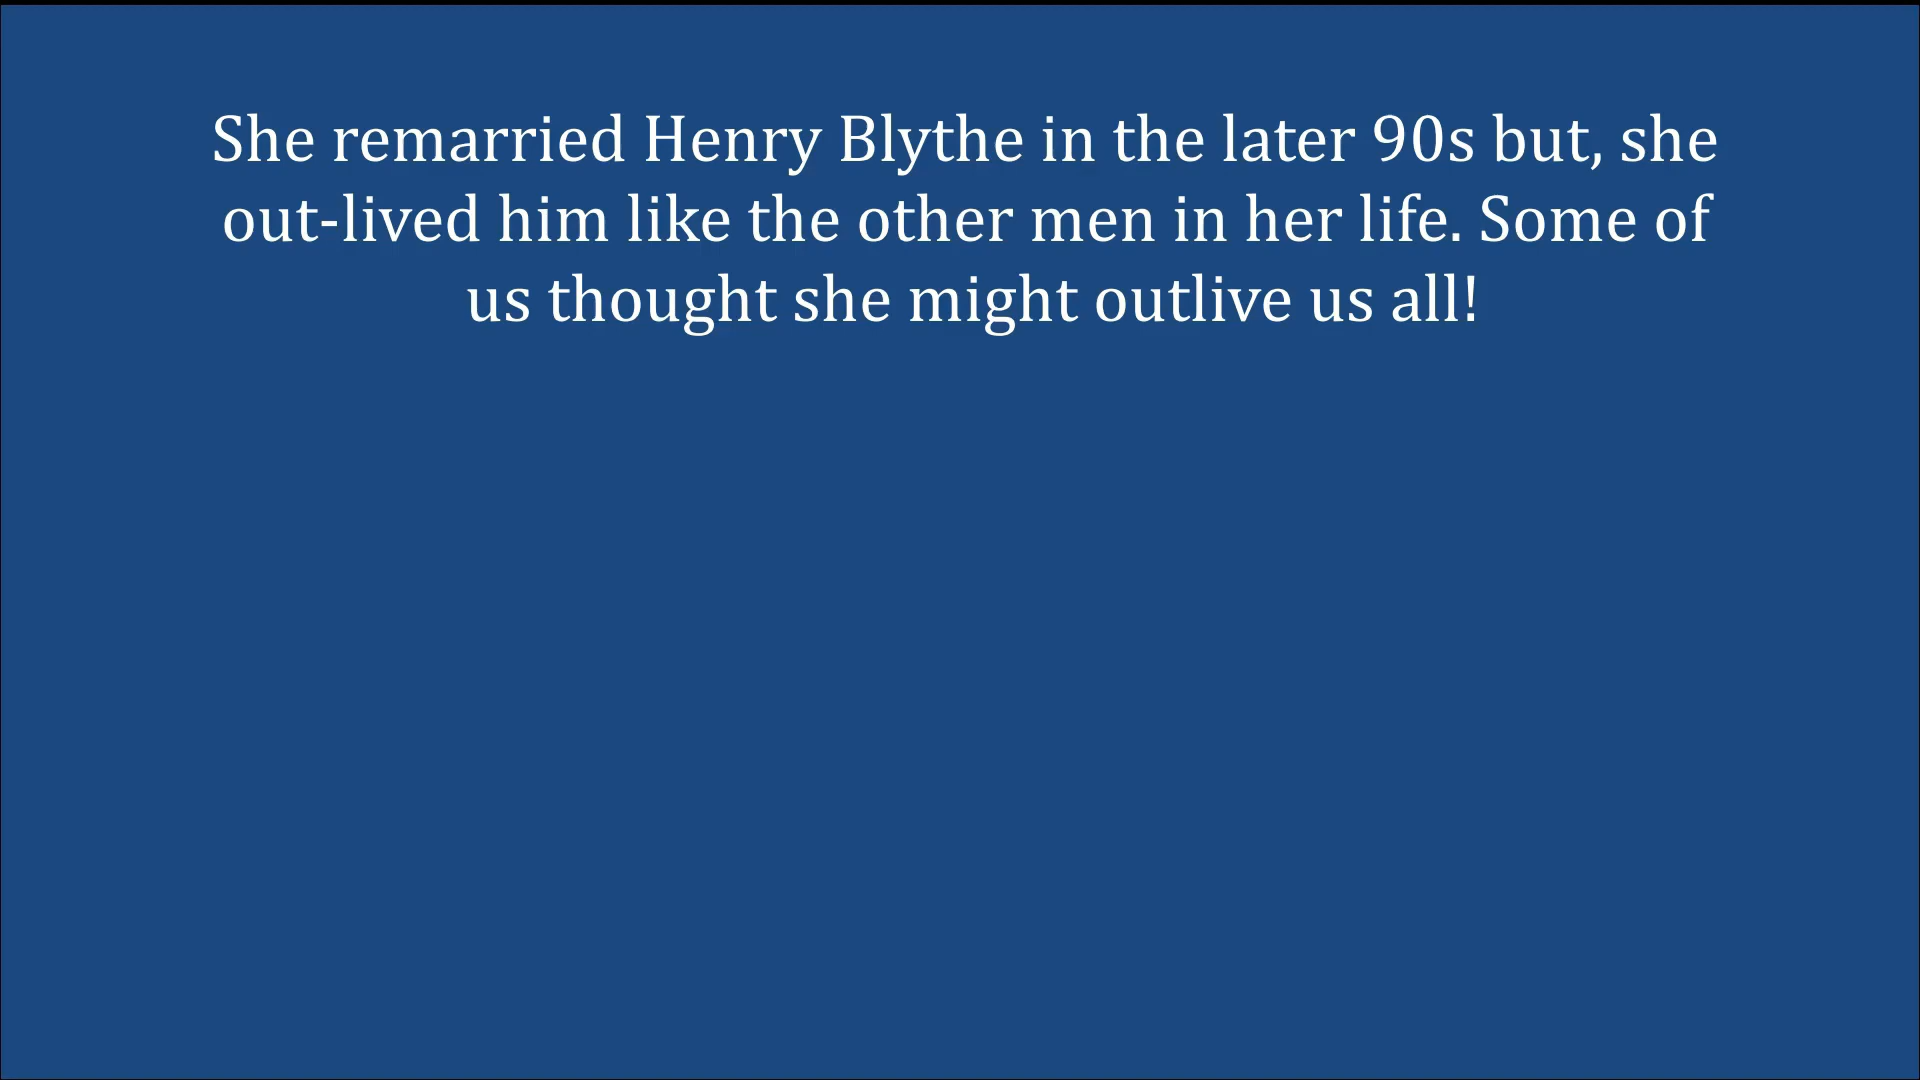 She remarried Henry Blythe in the later 90s but, she
out-lived him like the other men in her life. Some of
us thought she might outlive us all!